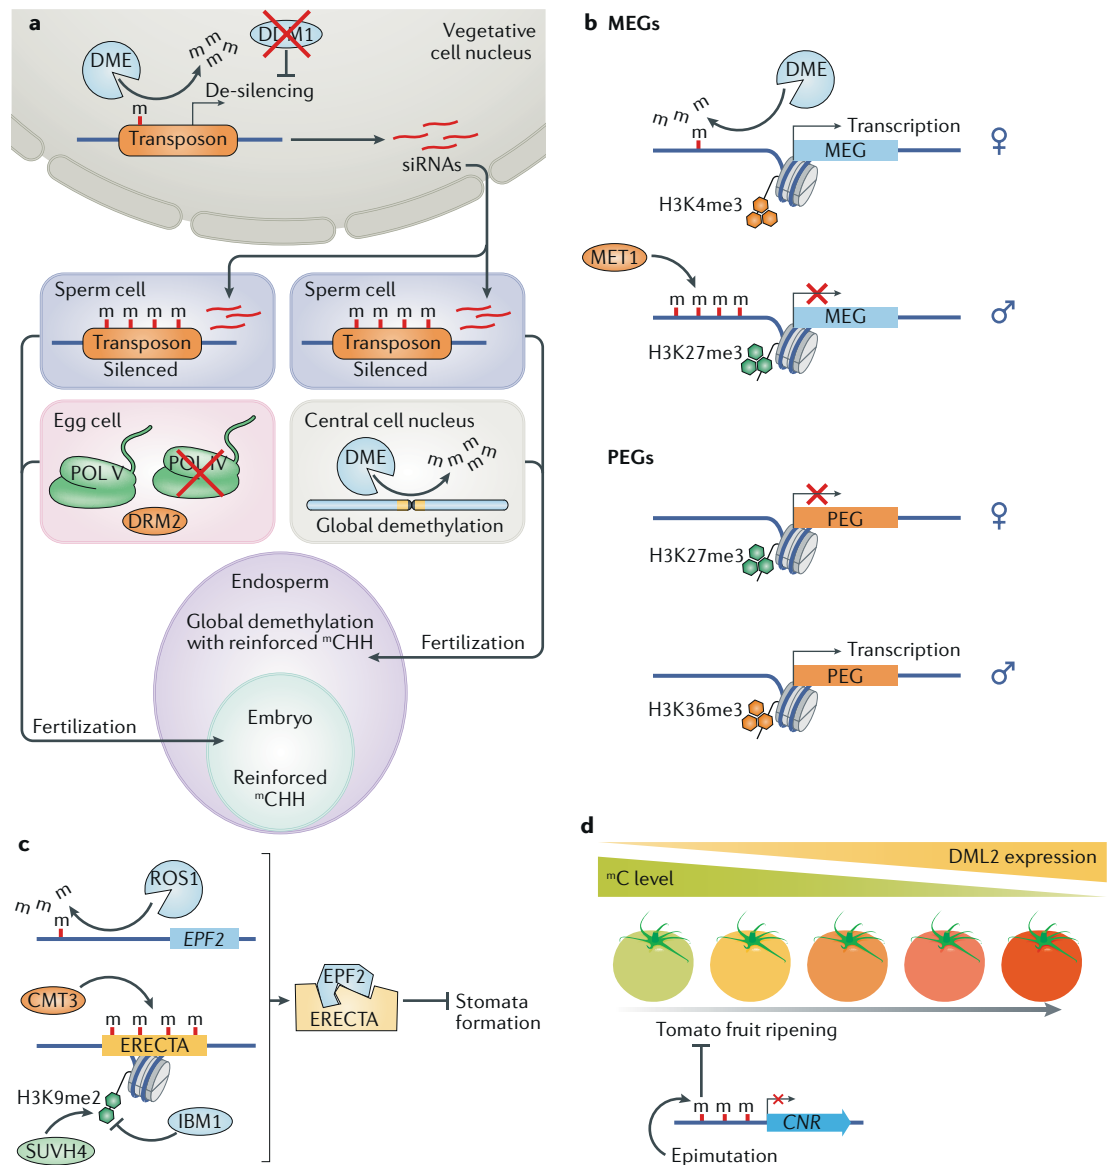 a
Vegetative
cell nucleus
DME
m m m m
DDM1
De-silencing
m
Transposon
siRNAs
Sperm cell
m m m m
Transposon
Silenced
Sperm cell
m m m m
Transposon
Silenced
Egg cell
POL V
POL IV
DRM2
Central cell nucleus
DME
m m m m m
Global demethylation
Endosperm
Global demethylation
with reinforced ᵐCHH
Fertilization
Fertilization
Embryo
Reinforced
ᵐCHH
b MEGs
DME
m m m
m
Transcription
MEG
♀
H3K4me3
MET1
m m m m
MEG
♂
H3K27me3
PEGs
PEG
♀
H3K27me3
Transcription
PEG
♂
H3K36me3
c
ROS1
m m m
m
EPF2
CMT3
m m m m
ERECTA
H3K9me2
IBM1
SUVH4
EPF2
ERECTA
Stomata
formation
d
DML2 expression
ᵐC level
Tomato fruit ripening
m m m
CNR
Epimutation